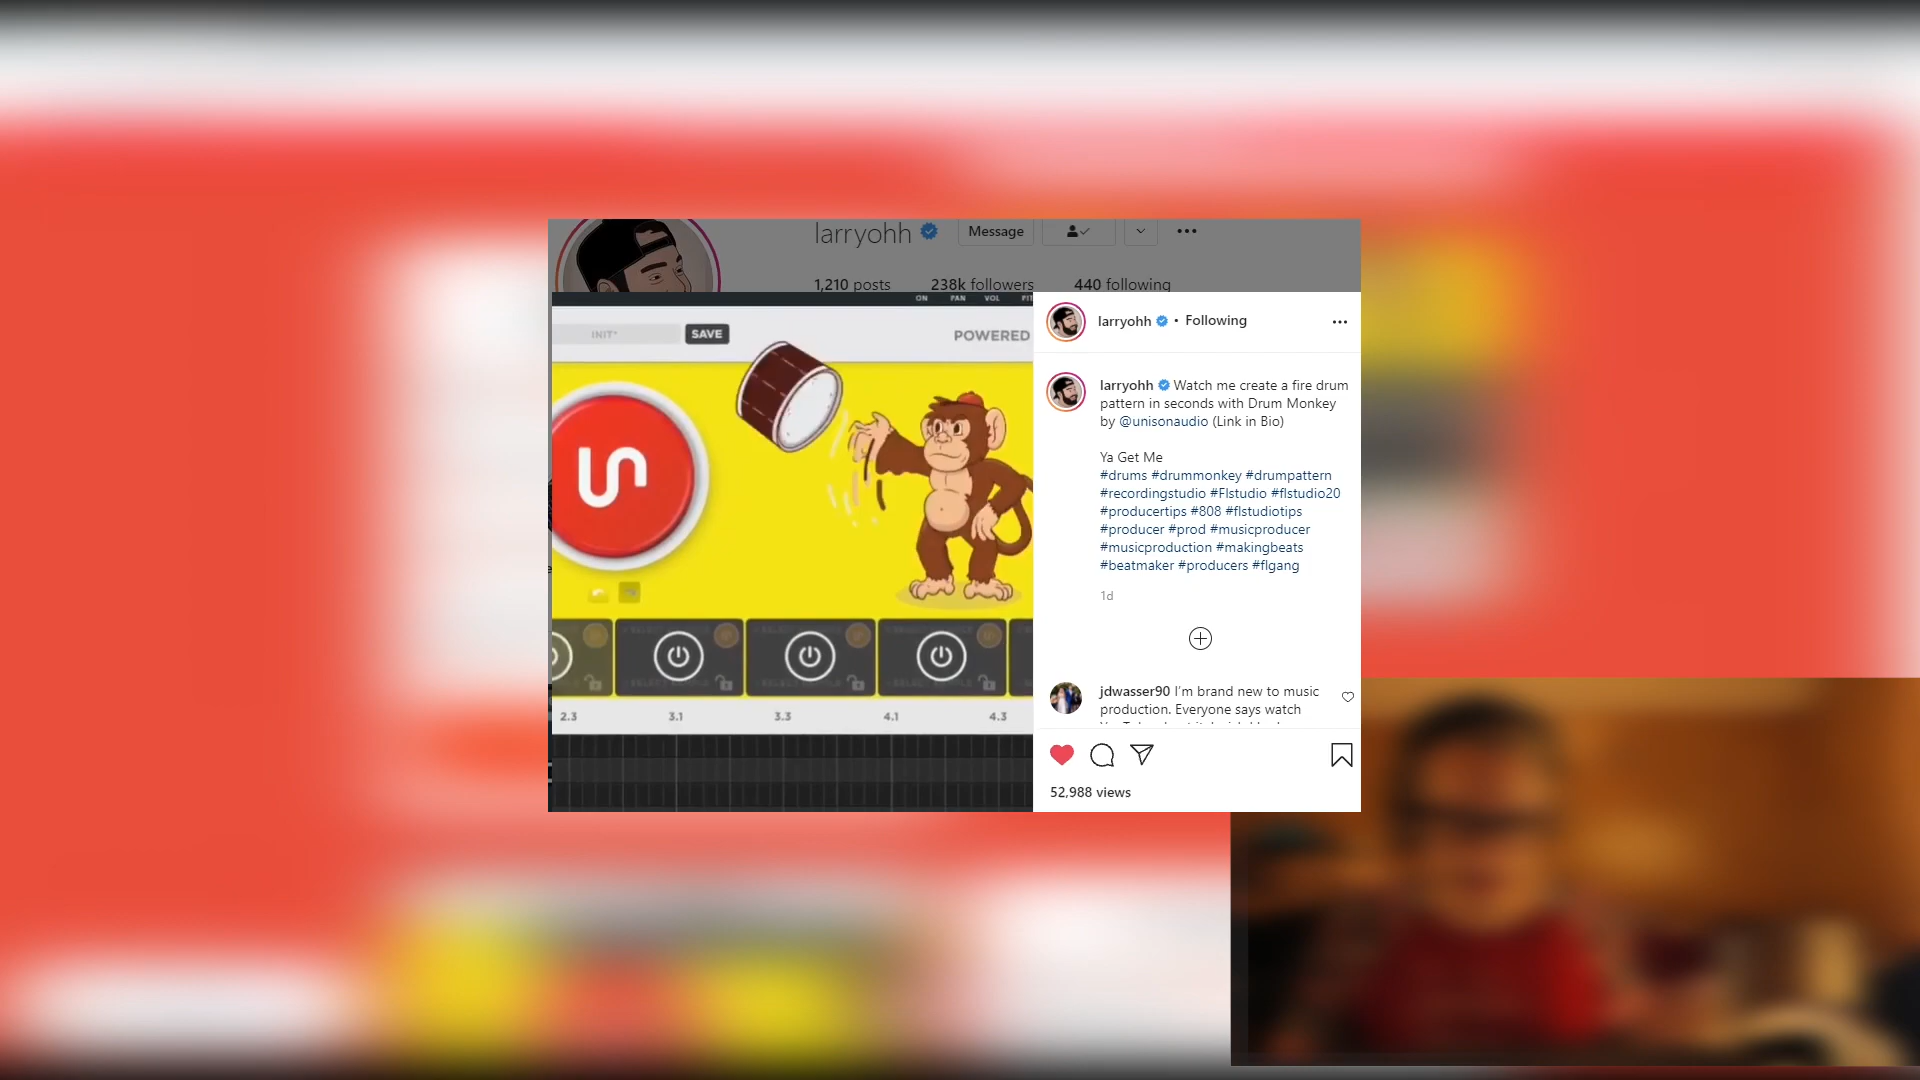 larryohh
Message
1,210 posts 238k followers 440 following
ON PAN VOL
INIT*
SAVE
POWERED
2.3 3.1 3.3 4.1 4.3
larryohh • Following
larryohh Watch me create a fire drum
pattern in seconds with Drum Monkey
by @unisonaudio (Link in Bio)
Ya Get Me
#drums #drummonkey #drumpattern
#recordingstudio #Flstudio #flstudio20
#producertips #808 #flstudiotips
#producer #prod #musicproducer
#musicproduction #makingbeats
#beatmaker #producers #flgang
1d
jdwasser90 I'm brand new to music
production. Everyone says watch
52,988 views